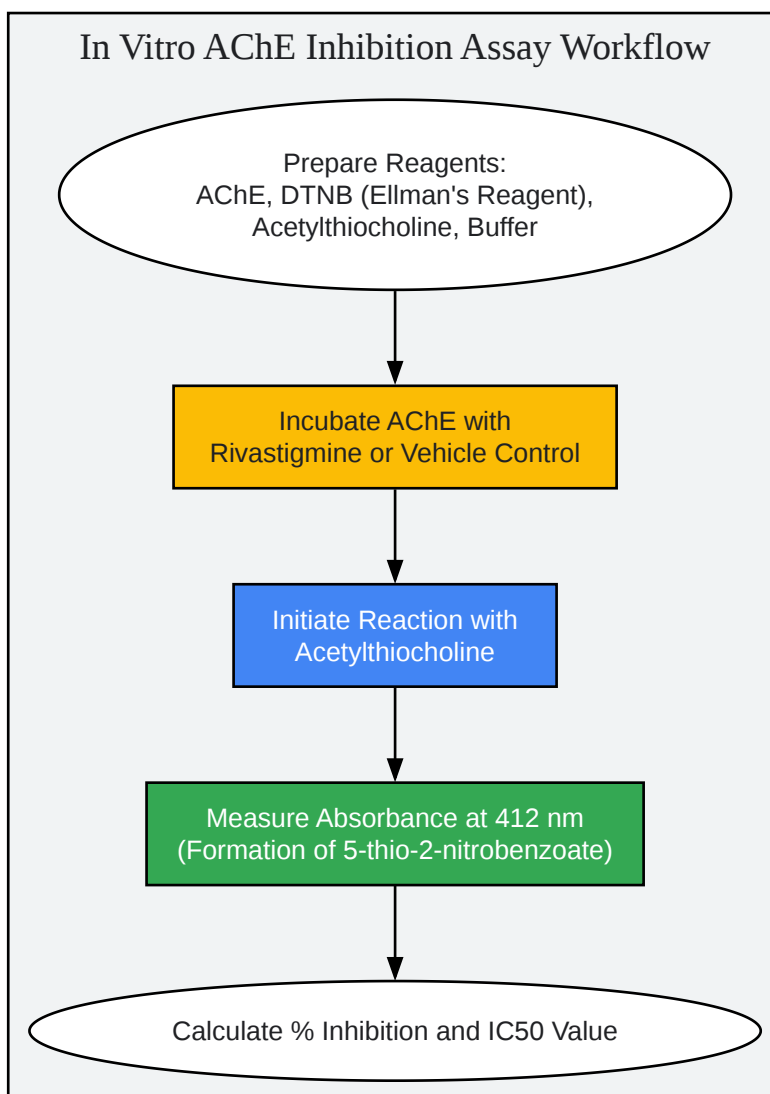 In Vitro AChE Inhibition Assay Workflow
Prepare Reagents:
AChE, DTNB (Ellman's Reagent),
Acetylthiocholine, Buffer
Incubate AChE with
Rivastigmine or Vehicle Control
Initiate Reaction with
Acetylthiocholine
Measure Absorbance at 412 nm
(Formation of 5-thio-2-nitrobenzoate)
Calculate % Inhibition and IC50 Value